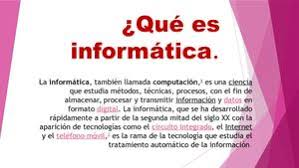 ¿Qué es
informática.
La informática, también llamada computación,¹ es una ciencia
que estudia métodos, técnicas, procesos, con el fin de
almacenar, procesar y transmitir información y datos en
formato digital. La informática, que se ha desarrollado
rápidamente a partir de la segunda mitad del siglo XX con la
aparición de tecnologías como el circuito integrado, el Internet
y el teléfono móvil,² es la rama de la tecnología que estudia el
tratamiento automático de la información